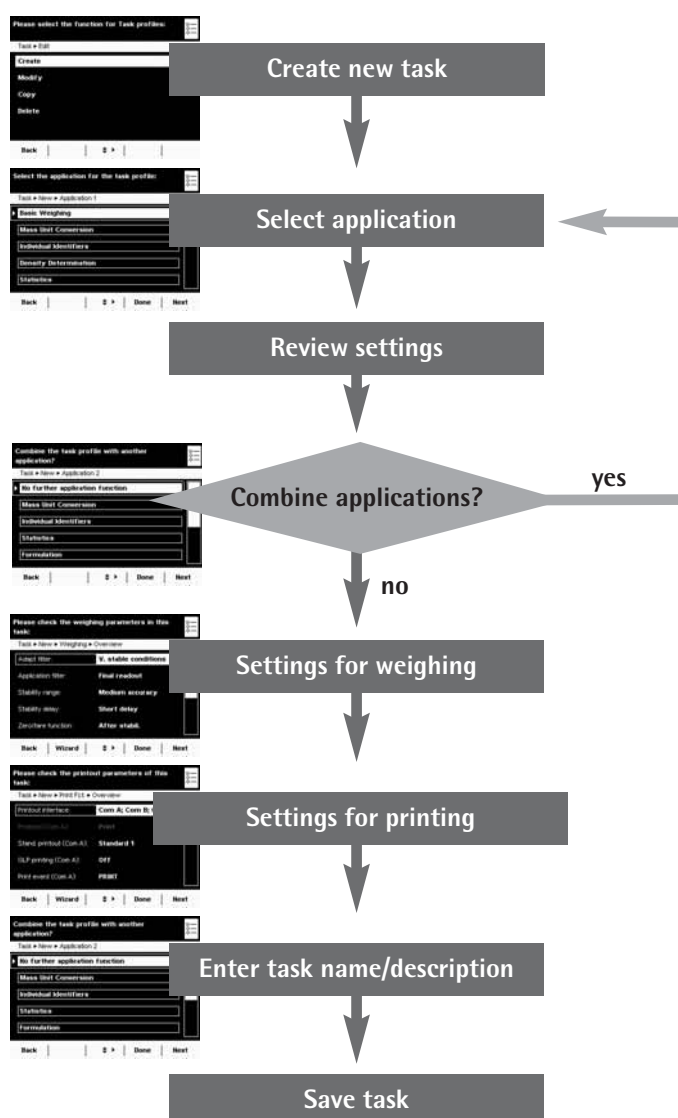 Please select the function for Task profiles:
Task ▸ Edit
Create
Modify
Copy
Delete
Back
Create new task
Select the application for the task profile:
Task ▸ New ▸ Application 1
Basic Weighing
Mass Unit Conversion
Individual Identifiers
Density Determination
Statistics
Back Done Next
Select application
Review settings
Combine the task profile with another
application?
Task ▸ New ▸ Application 2
No further application function
Mass Unit Conversion
Individual Identifiers
Statistics
Formulation
Back Done Next
Combine applications?
yes
no
Please check the weighing parameters in this
task:
Task ▸ New ▸ Weighing ▸ Overview
Adapt filter: V. stable conditions
Application filter: Final readout
Stability range: Medium accuracy
Stability delay: Short delay
Zero/tare function: After stabil.
Back Wizard Done Next
Settings for weighing
Please check the printout parameters of this
task:
Task ▸ New ▸ Print Fct. ▸ Overview
Printout interface: Com A; Com B;
Print
Stand. printout (Com A): Standard 1
GLP printing (Com A): Off
Print event (Com A): PRINT
Back Wizard Done Next
Settings for printing
Combine the task profile with another
application?
Task ▸ New ▸ Application 2
No further application function
Mass Unit Conversion
Individual Identifiers
Statistics
Formulation
Back Done Next
Enter task name/description
Save task